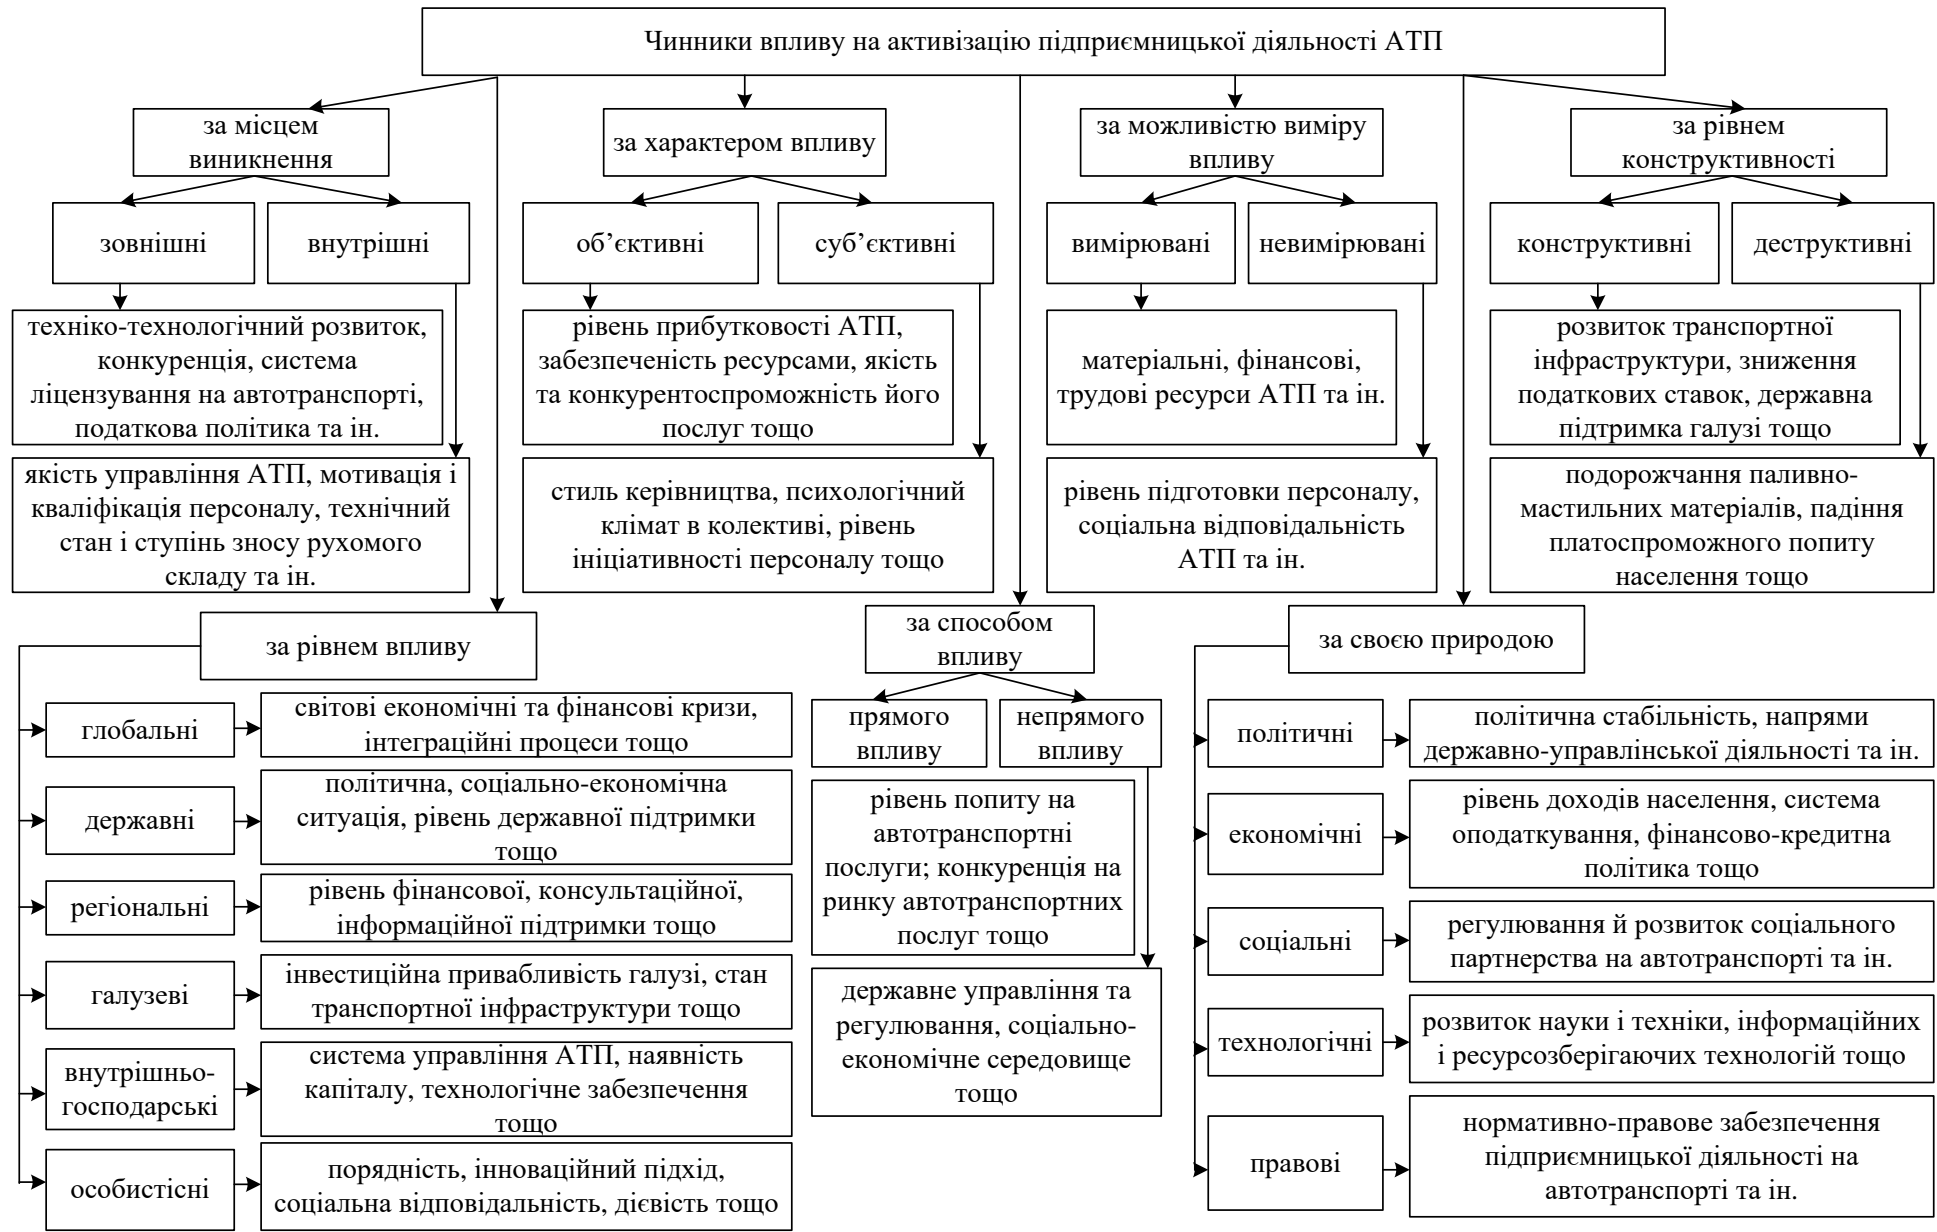 Чинники впливу на активізацію підприємницької діяльності АТП
за місцем
виникнення
за характером впливу
за можливістю виміру
впливу
за рівнем
конструктивності
зовнішні
внутрішні
об’єктивні
суб’єктивні
вимірювані
невимірювані
конструктивні
деструктивні
техніко-технологічний розвиток,
конкуренція, система
ліцензування на автотранспорті,
податкова політика та ін.
рівень прибутковості АТП,
забезпеченість ресурсами, якість
та конкурентоспроможність його
послуг тощо
матеріальні, фінансові,
трудові ресурси АТП та ін.
розвиток транспортної
інфраструктури, зниження
податкових ставок, державна
підтримка галузі тощо
якість управління АТП, мотивація і
кваліфікація персоналу, технічний
стан і ступінь зносу рухомого
складу та ін.
стиль керівництва, психологічний
клімат в колективі, рівень
ініціативності персоналу тощо
рівень підготовки персоналу,
соціальна відповідальність
АТП та ін.
подорожчання паливно-
мастильних матеріалів, падіння
платоспроможного попиту
населення тощо
за рівнем впливу
глобальні
світові економічні та фінансові кризи,
інтеграційні процеси тощо
державні
політична, соціально-економічна
ситуація, рівень державної підтримки
тощо
регіональні
рівень фінансової, консультаційної,
інформаційної підтримки тощо
галузеві
інвестиційна привабливість галузі, стан
транспортної інфраструктури тощо
внутрішньо-
господарські
система управління АТП, наявність
капіталу, технологічне забезпечення
тощо
особистісні
порядність, інноваційний підхід,
соціальна відповідальність, дієвість тощо
за способом
впливу
прямого
впливу
непрямого
впливу
рівень попиту на
автотранспортні
послуги; конкуренція на
ринку автотранспортних
послуг тощо
державне управління та
регулювання, соціально-
економічне середовище
тощо
за своєю природою
політичні
політична стабільність, напрями
державно-управлінської діяльності та ін.
економічні
рівень доходів населення, система
оподаткування, фінансово-кредитна
політика тощо
соціальні
регулювання й розвиток соціального
партнерства на автотранспорті та ін.
технологічні
розвиток науки і техніки, інформаційних
і ресурсозберігаючих технологій тощо
правові
нормативно-правове забезпечення
підприємницької діяльності на
автотранспорті та ін.